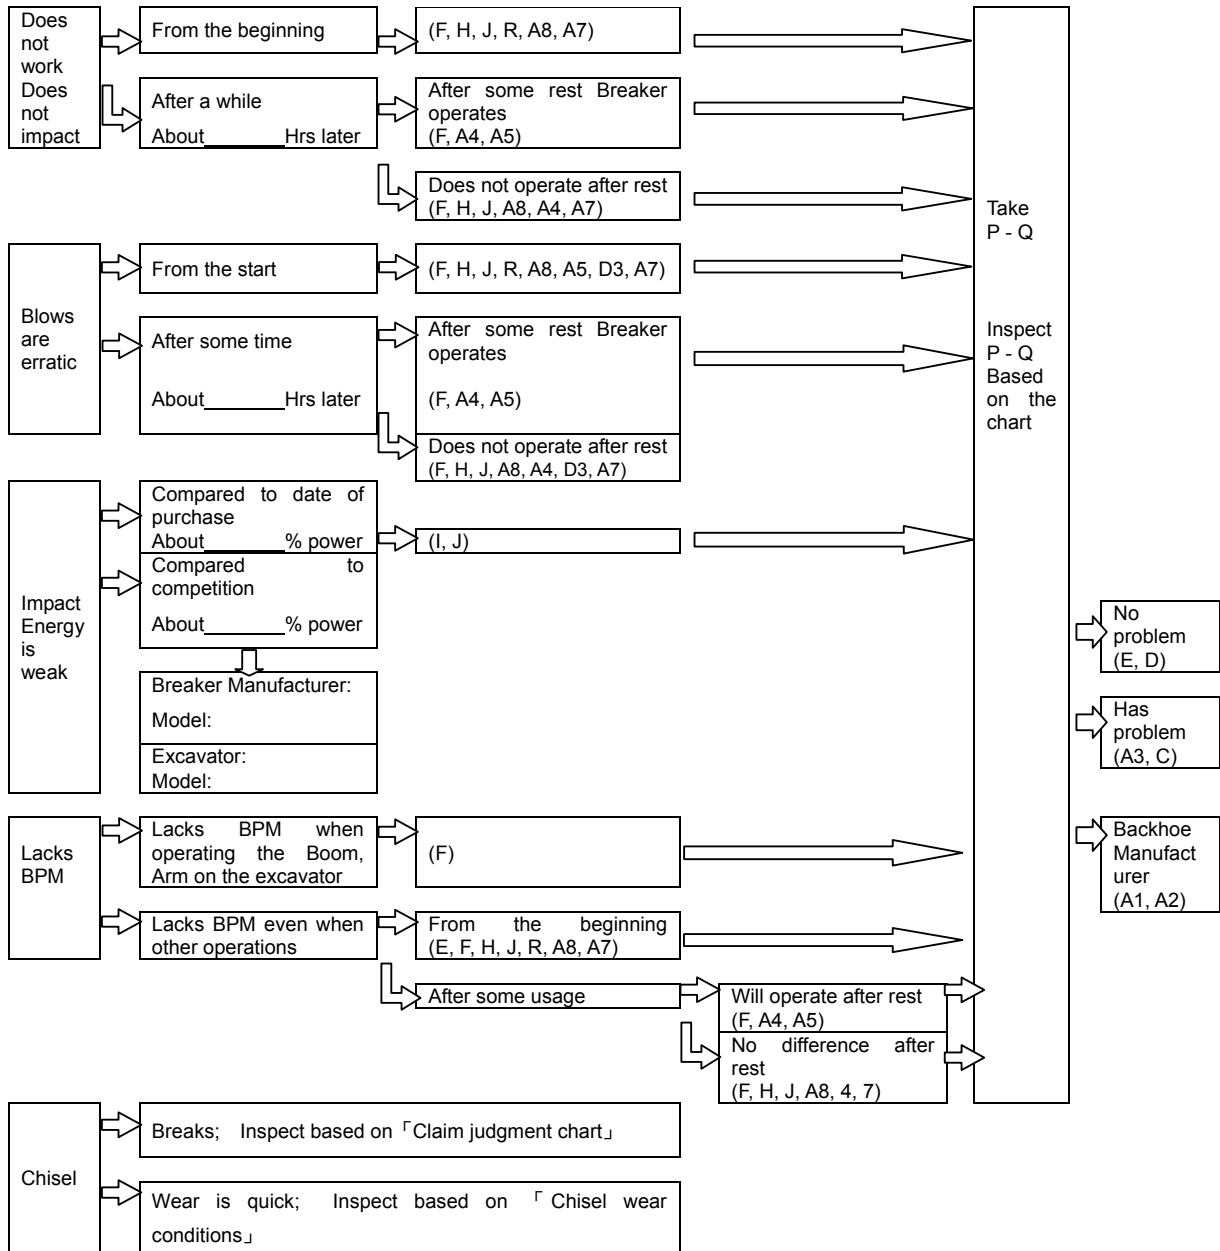 Does
not
work
Does
not
impact
From the beginning
(F, H, J, R, A8, A7)
After a while
About________Hrs later
After some rest Breaker
operates
(F, A4, A5)
Does not operate after rest
(F, H, J, A8, A4, A7)
Blows
are
erratic
From the start
(F, H, J, R, A8, A5, D3, A7)
After some time
About________Hrs later
After some rest Breaker
operates
(F, A4, A5)
Does not operate after rest
(F, H, J, A8, A4, D3, A7)
Impact
Energy
is
weak
Compared to date of
purchase
About________% power
(I, J)
Compared to
competition
About________% power
Breaker Manufacturer:
Model:
Excavator:
Model:
Lacks
BPM
Lacks BPM when
operating the Boom,
Arm on the excavator
(F)
Lacks BPM even when
other operations
From the beginning
(E, F, H, J, R, A8, A7)
After some usage
Will operate after rest
(F, A4, A5)
No difference after
rest
(F, H, J, A8, 4, 7)
Take
P - Q
Inspect
P - Q
Based
on the
chart
No
problem
(E, D)
Has
problem
(A3, C)
Backhoe
Manufact
urer
(A1, A2)
Chisel
Breaks; Inspect based on「Claim judgment chart」
Wear is quick; Inspect based on 「Chisel wear
conditions」